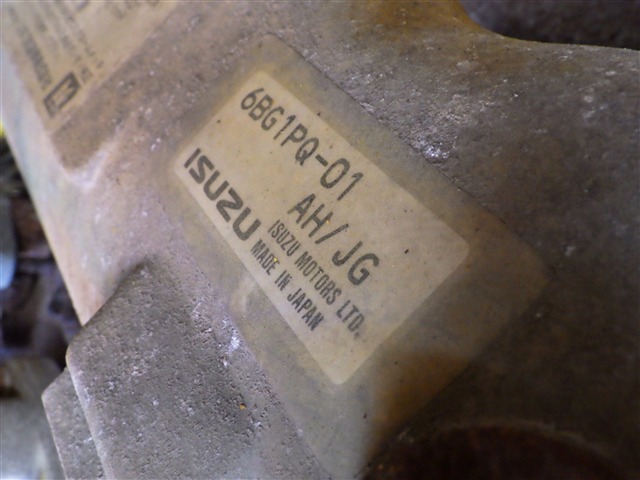 6BG1PQ-01
AH/JG
ISUZU
ISUZU MOTORS LTD.
MADE IN JAPAN